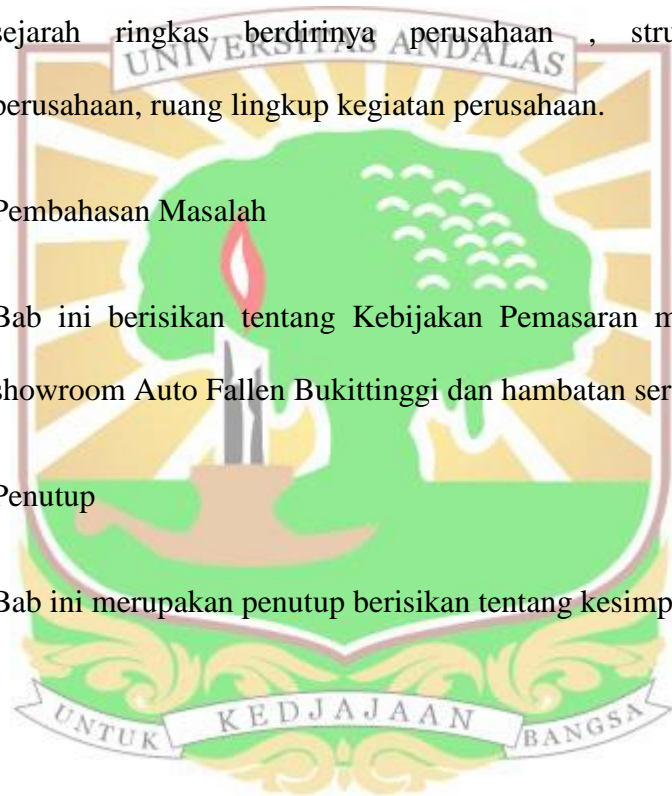 sejarah ringkas berdirinya perusahaan , stru
UNIVERSITAS ANDALAS
perusahaan, ruang lingkup kegiatan perusahaan.
Pembahasan Masalah
Bab ini berisikan tentang Kebijakan Pemasaran m
showroom Auto Fallen Bukittinggi dan hambatan ser
Penutup
Bab ini merupakan penutup berisikan tentang kesimp
UNTUK KEDJAJAAN BANGSA